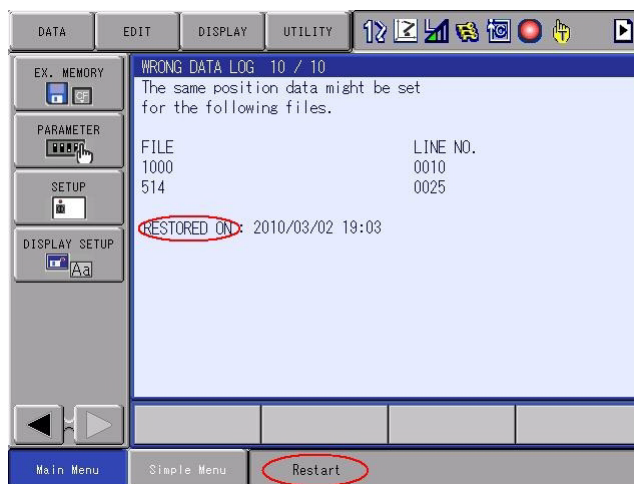 DATA EDIT DISPLAY UTILITY
EX. MEMORY
CF
PARAMETER
SETUP
DISPLAY SETUP
Aa
WRONG DATA LOG 10 / 10
The same position data might be set
for the following files.
FILE LINE NO.
1000 0010
514 0025
RESTORED ON : 2010/03/02 19:03
Main Menu Simple Menu Restart